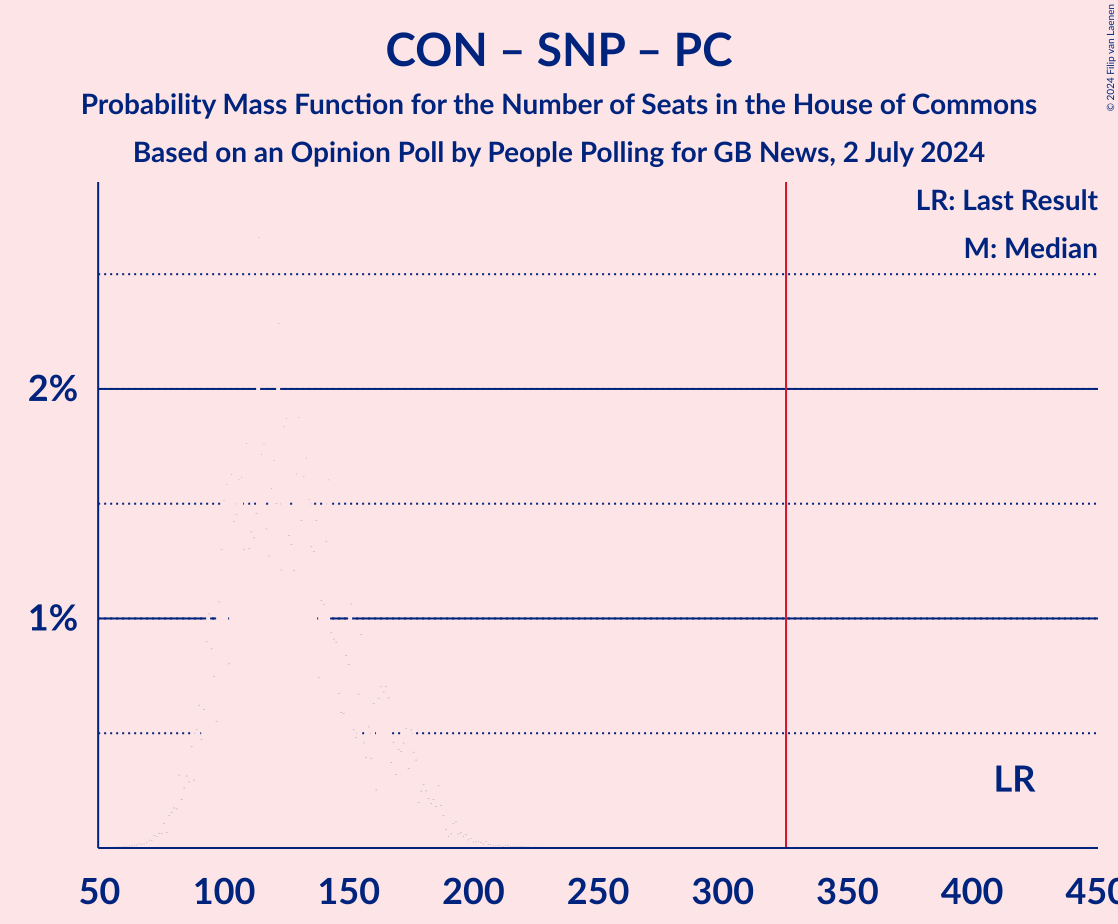 CON – SNP – PC
Probability Mass Function for the Number of Seats in the House of Commons
Based on an Opinion Poll by People Polling for GB News, 2 July 2024
© 2024 Filip van Laenen
LR: Last Result
M: Median
2%
1%
LR
50 100 150 200 250 300 350 400 450